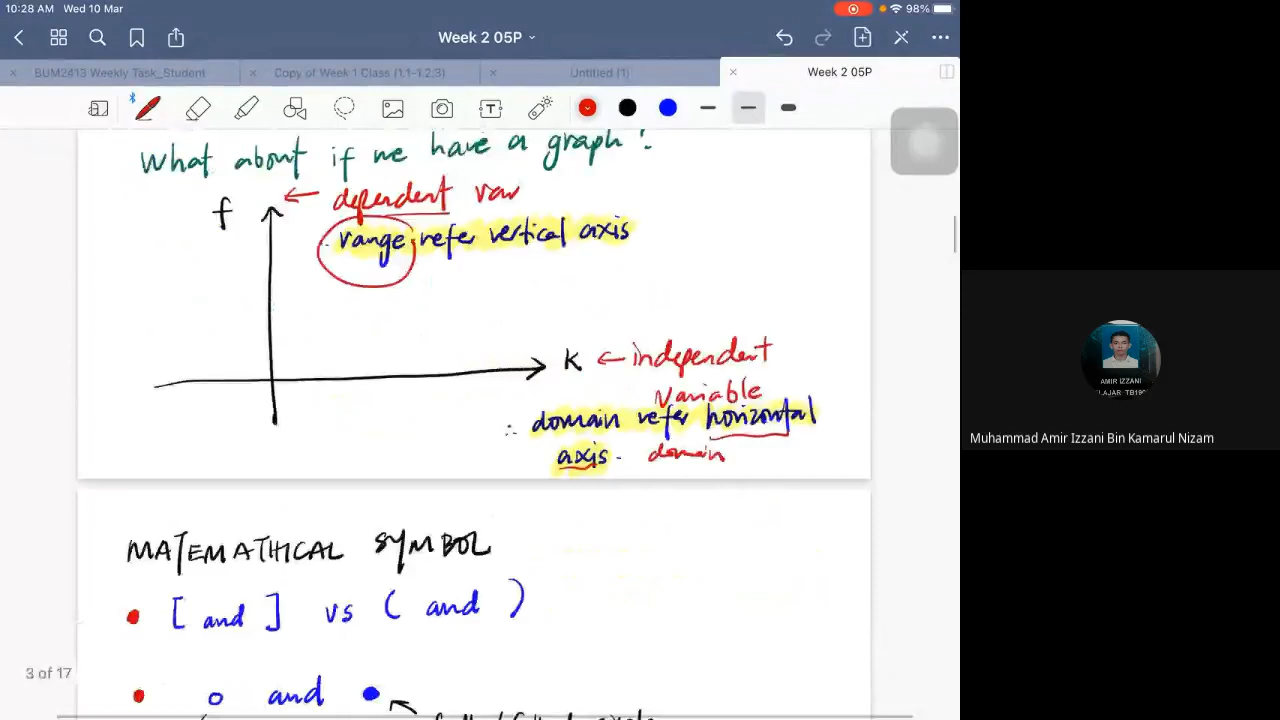 10:28 AM Wed 10 Mar
98%
Week 2 05P
BUM2413 Weekly Task_Student
Copy of Week 1 Class (1.1-1.2.3)
Untitled (1)
Week 2 05P
What about if we have a graph?
f ← dependent var
range refer vertical axis
K ← independent
variable
∴ domain refer horizontal
axis. domain
MATEMATHICAL SYMBOL
• [ and ] vs ( and )
3 of 17
• o and •
AMIR IZZANI
Muhammad Amir Izzani Bin Kamarul Nizam